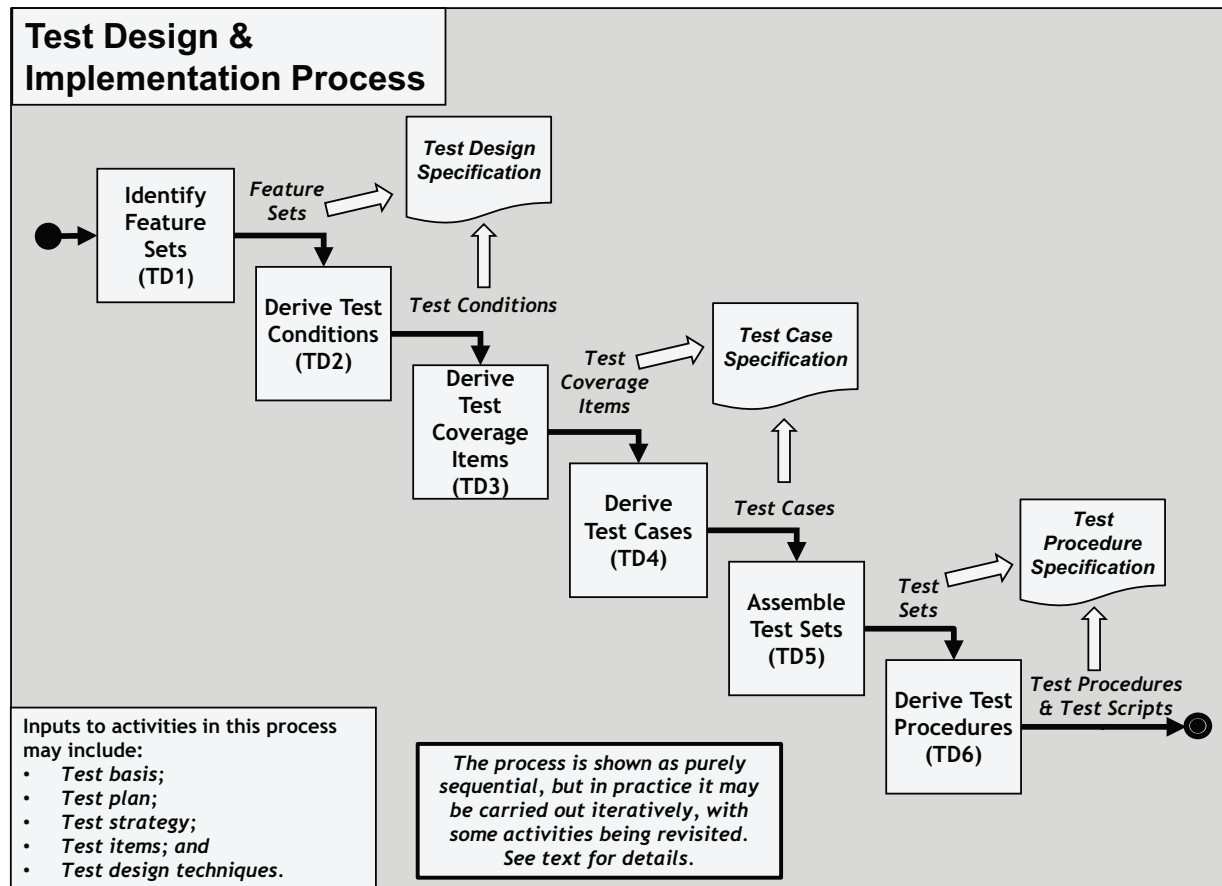 Test Design &
Implementation Process
Test Design
Specification
Identify
Feature
Sets
(TD1)
Feature
Sets
Derive Test
Conditions
(TD2)
Test Conditions
Test Case
Specification
Derive
Test
Coverage
Items
(TD3)
Test
Coverage
Items
Derive
Test Cases
(TD4)
Test Cases
Test
Procedure
Specification
Assemble
Test Sets
(TD5)
Test
Sets
Derive Test
Procedures
(TD6)
Test Procedures
& Test Scripts
Inputs to activities in this process
may include:
• Test basis;
• Test plan;
• Test strategy;
• Test items; and
• Test design techniques.
The process is shown as purely
sequential, but in practice it may
be carried out iteratively, with
some activities being revisited.
See text for details.